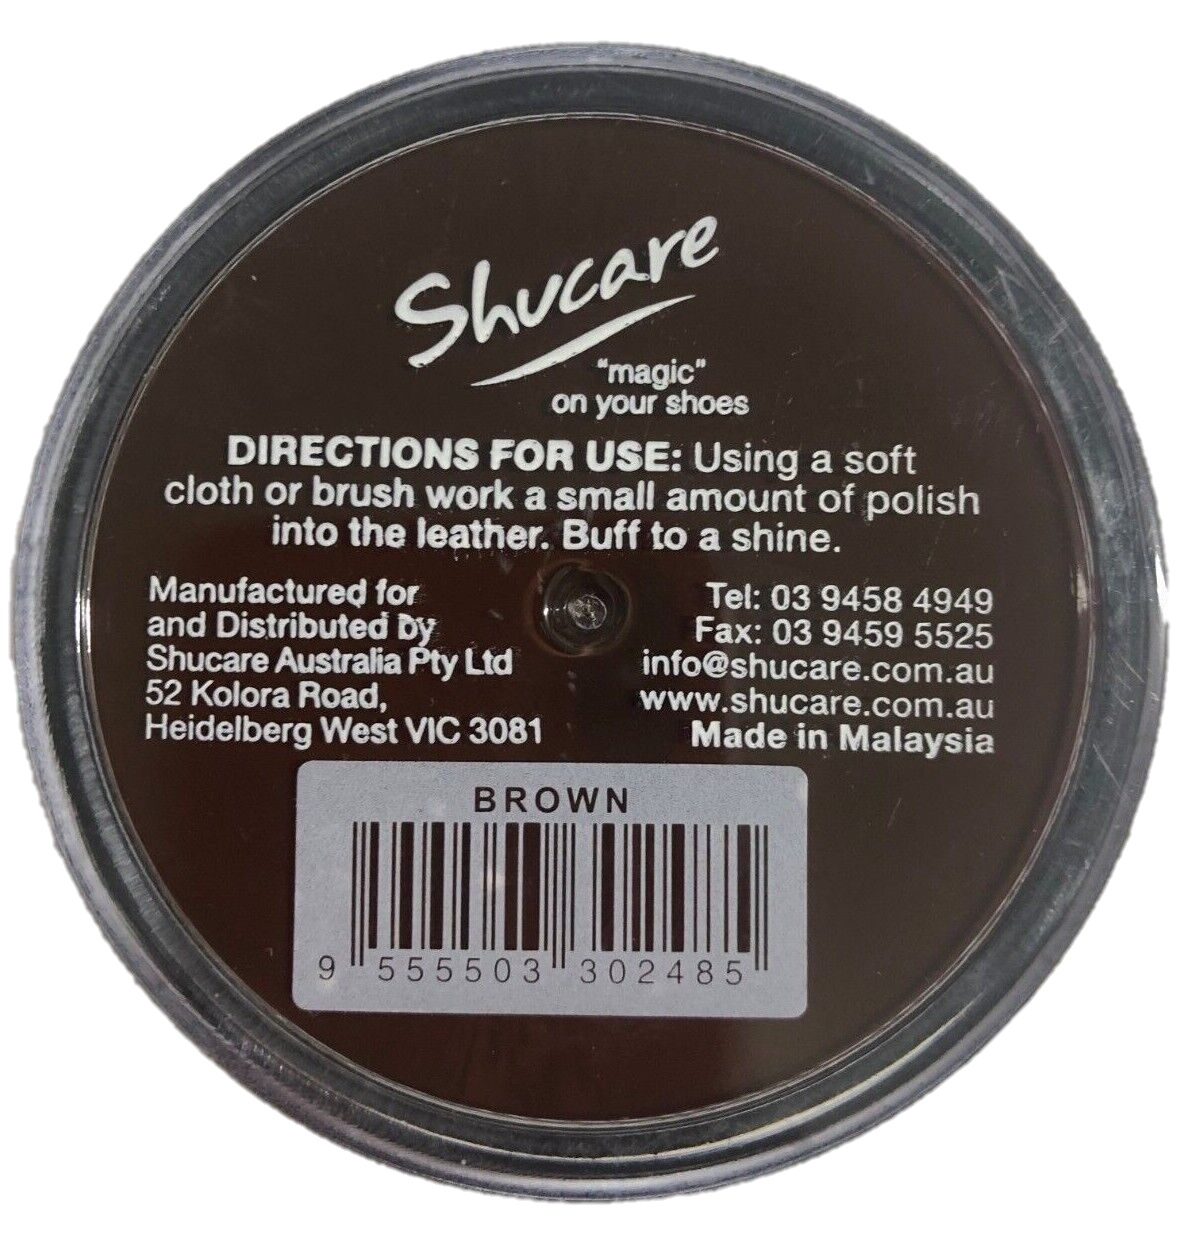 Shucare
"magic"
on your shoes
DIRECTIONS FOR USE: Using a soft
cloth or brush work a small amount of polish
into the leather. Buff to a shine.
Manufactured for
and Distributed by
Shucare Australia Pty Ltd
52 Kolora Road,
Heidelberg West VIC 3081
Tel: 03 9458 4949
Fax: 03 9459 5525
info@shucare.com.au
www.shucare.com.au
Made in Malaysia
BROWN
9 555503 302485